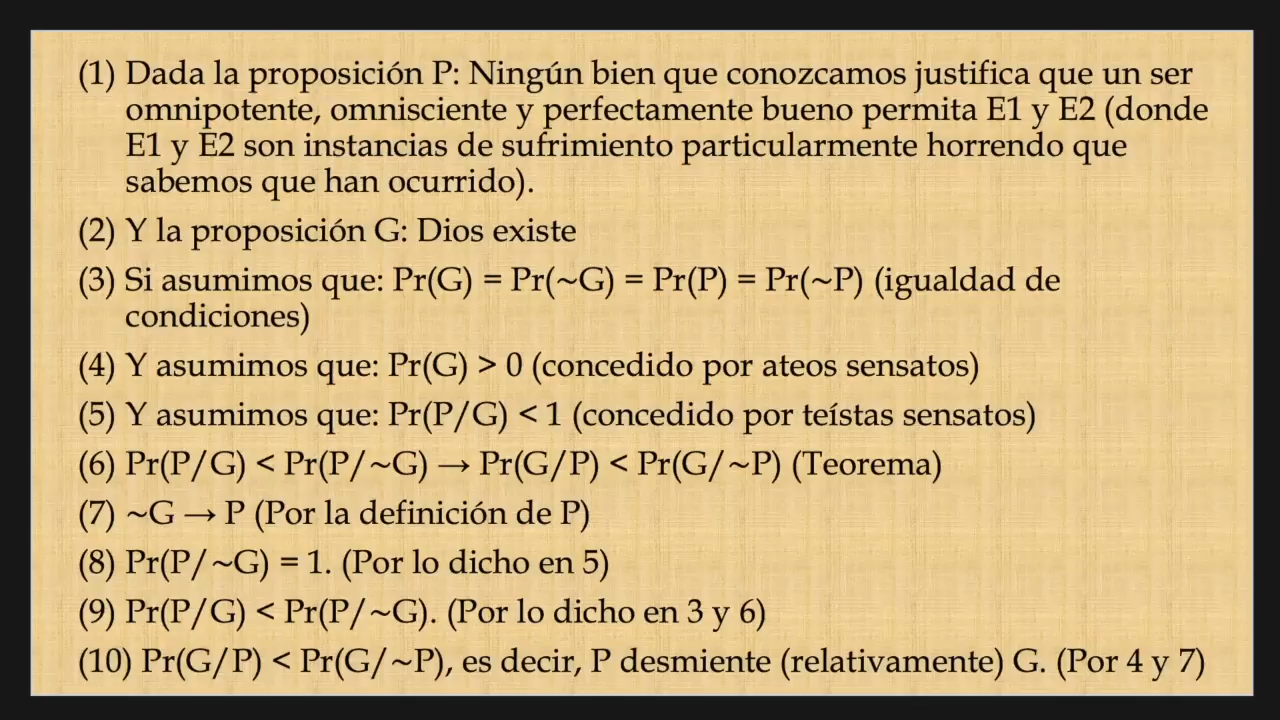 (1) Dada la proposición P: Ningún bien que conozcamos justifica que un ser
omnipotente, omnisciente y perfectamente bueno permita E1 y E2 (donde
E1 y E2 son instancias de sufrimiento particularmente horrendo que
sabemos que han ocurrido).
(2) Y la proposición G: Dios existe
(3) Si asumimos que: Pr(G) = Pr(~G) = Pr(P) = Pr(~P) (igualdad de
condiciones)
(4) Y asumimos que: Pr(G) > 0 (concedido por ateos sensatos)
(5) Y asumimos que: Pr(P/G) < 1 (concedido por teístas sensatos)
(6) Pr(P/G) < Pr(P/~G) → Pr(G/P) < Pr(G/~P) (Teorema)
(7) ~G → P (Por la definición de P)
(8) Pr(P/~G) = 1. (Por lo dicho en 5)
(9) Pr(P/G) < Pr(P/~G). (Por lo dicho en 3 y 6)
(10) Pr(G/P) < Pr(G/~P), es decir, P desmiente (relativamente) G. (Por 4 y 7)